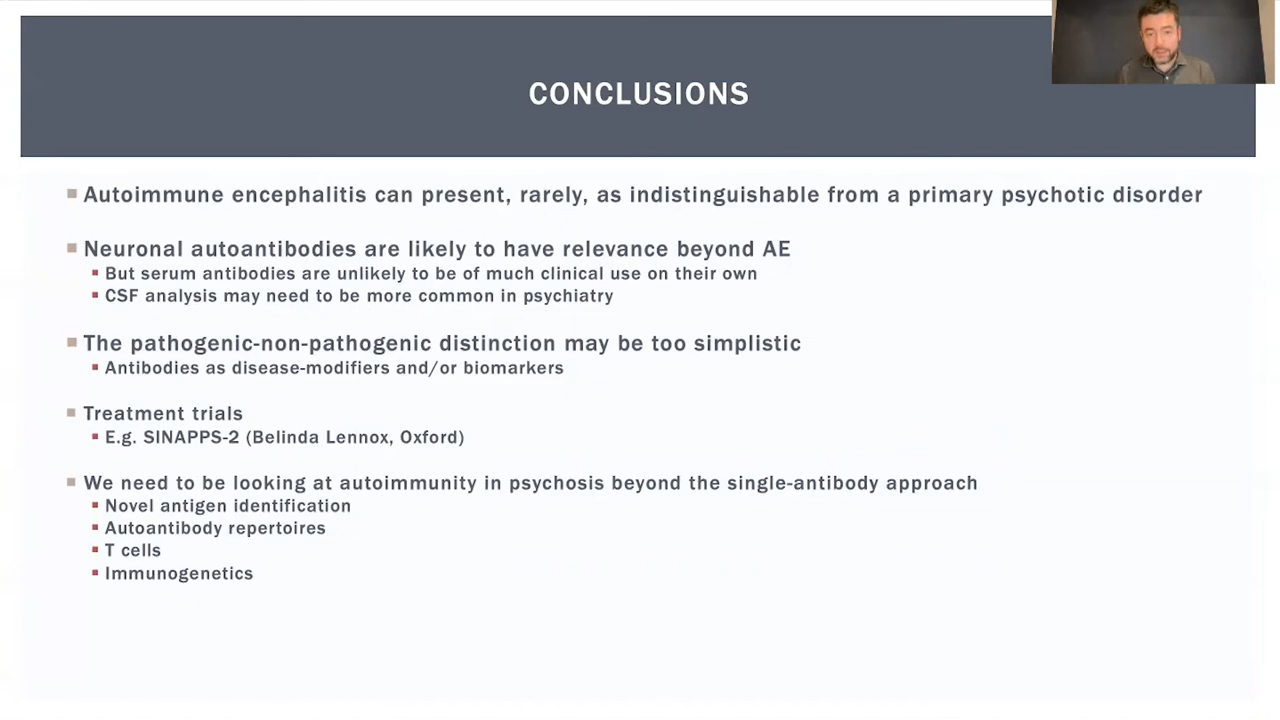 CONCLUSIONS
Autoimmune encephalitis can present, rarely, as indistinguishable from a primary psychotic disorder
Neuronal autoantibodies are likely to have relevance beyond AE
But serum antibodies are unlikely to be of much clinical use on their own
CSF analysis may need to be more common in psychiatry
The pathogenic-non-pathogenic distinction may be too simplistic
Antibodies as disease-modifiers and/or biomarkers
Treatment trials
E.g. SINAPPS-2 (Belinda Lennox, Oxford)
We need to be looking at autoimmunity in psychosis beyond the single-antibody approach
Novel antigen identification
Autoantibody repertoires
T cells
Immunogenetics